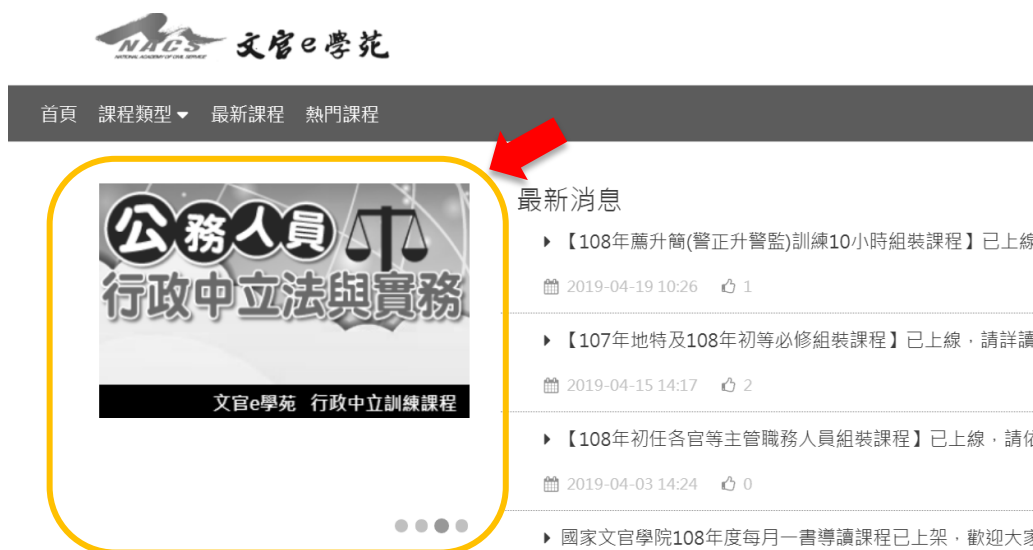 NACS
NATIONAL ACADEMY OF CIVIL SERVICE
文官e學苑
首頁 課程類型 最新課程 熱門課程
公務人員
行政中立法與實務
文官e學苑 行政中立訓練課程
最新消息
【108年薦升簡(警正升警監)訓練10小時組裝課程】已上線
2019-04-19 10:26 1
【107年地特及108年初等必修組裝課程】已上線，請詳讀
2019-04-15 14:17 2
【108年初任各官等主管職務人員組裝課程】已上線，請依
2019-04-03 14:24 0
國家文官學院108年度每月一書導讀課程已上架，歡迎大家